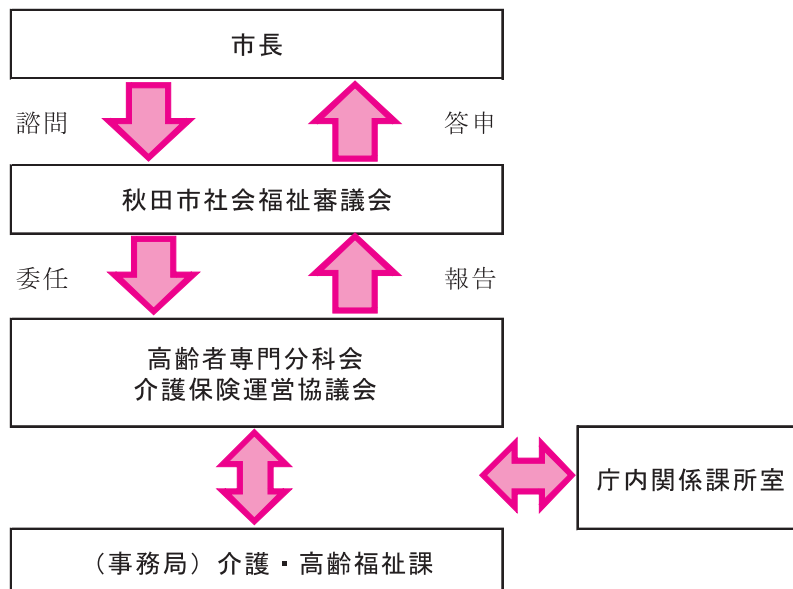 市長
諮問
答申
秋田市社会福祉審議会
委任
報告
高齢者専門分科会
介護保険運営協議会
庁内関係課所室
（事務局）介護・高齢福祉課